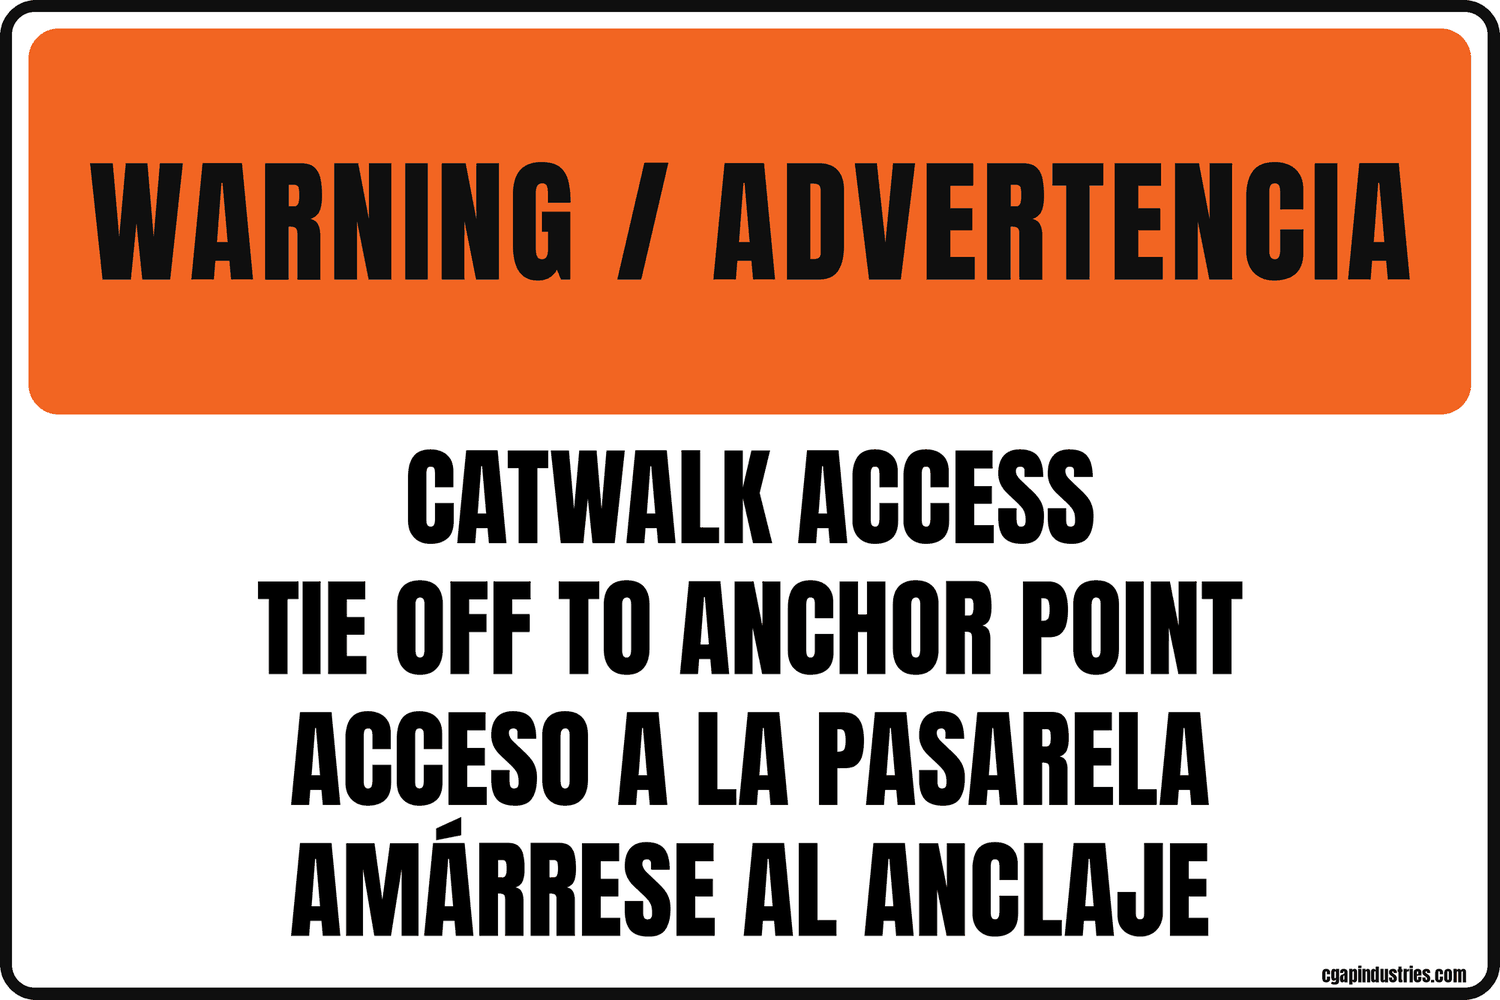 WARNING / ADVERTENCIA
CATWALK ACCESS
TIE OFF TO ANCHOR POINT
ACCESO A LA PASARELA
AMÁRRESE AL ANCLAJE
cgapindustries.com